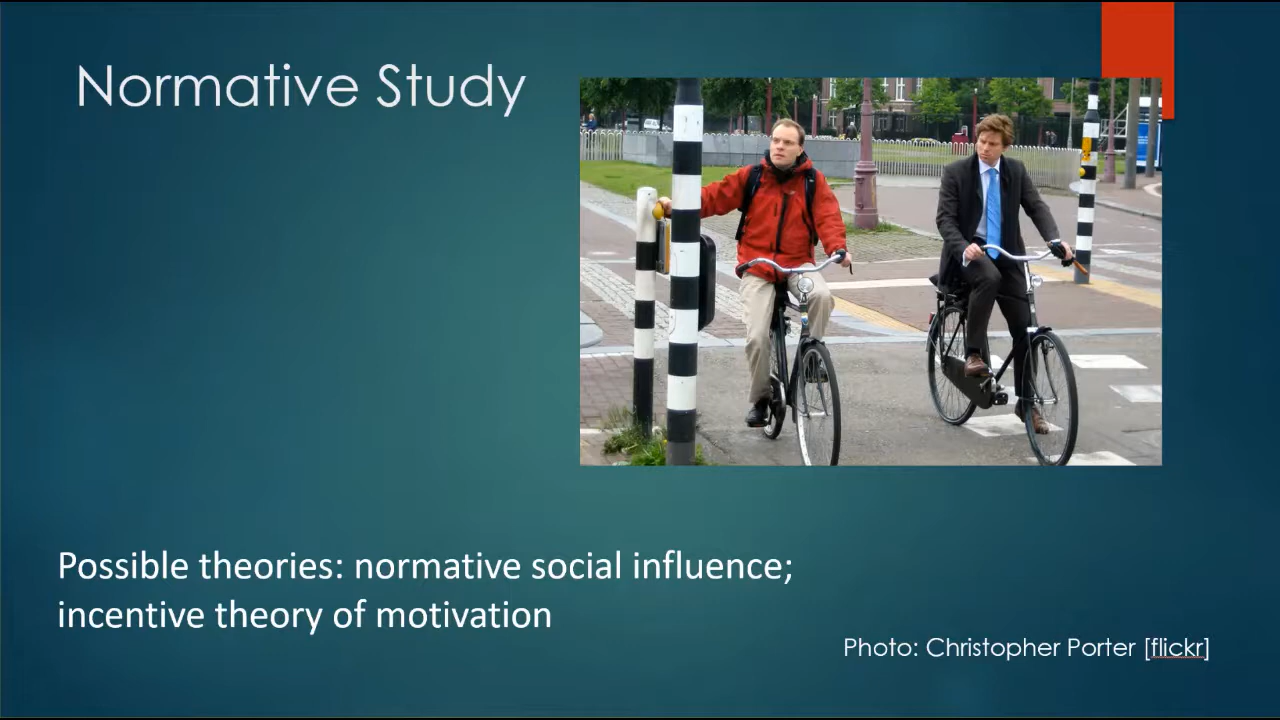 Normative Study
Possible theories: normative social influence;
incentive theory of motivation
Photo: Christopher Porter [flickr]